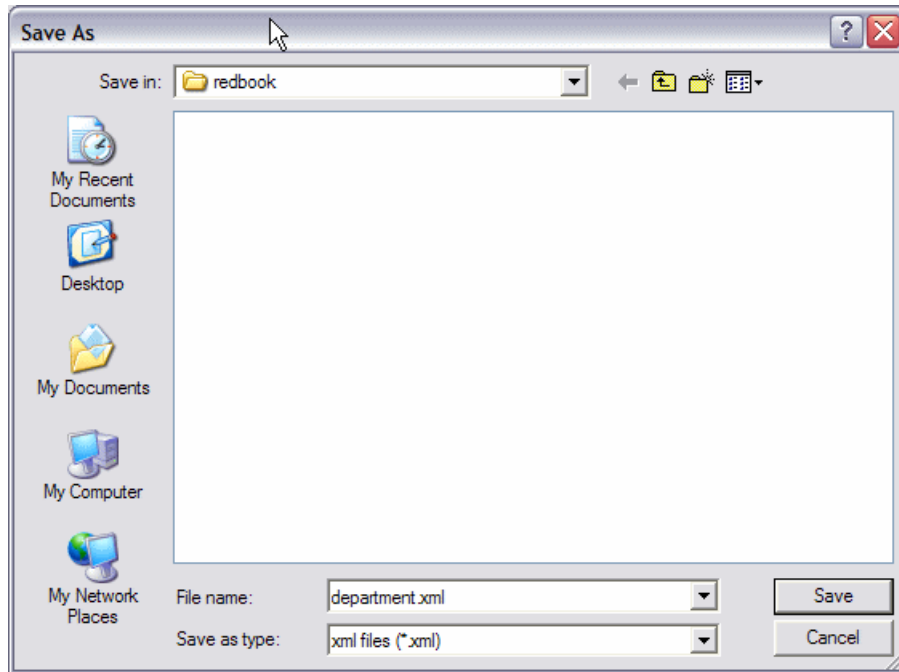 Save As
Save in: redbook
My Recent
Documents
Desktop
My Documents
My Computer
My Network
Places
File name: department.xml Save
Save as type: xml files (*.xml) Cancel